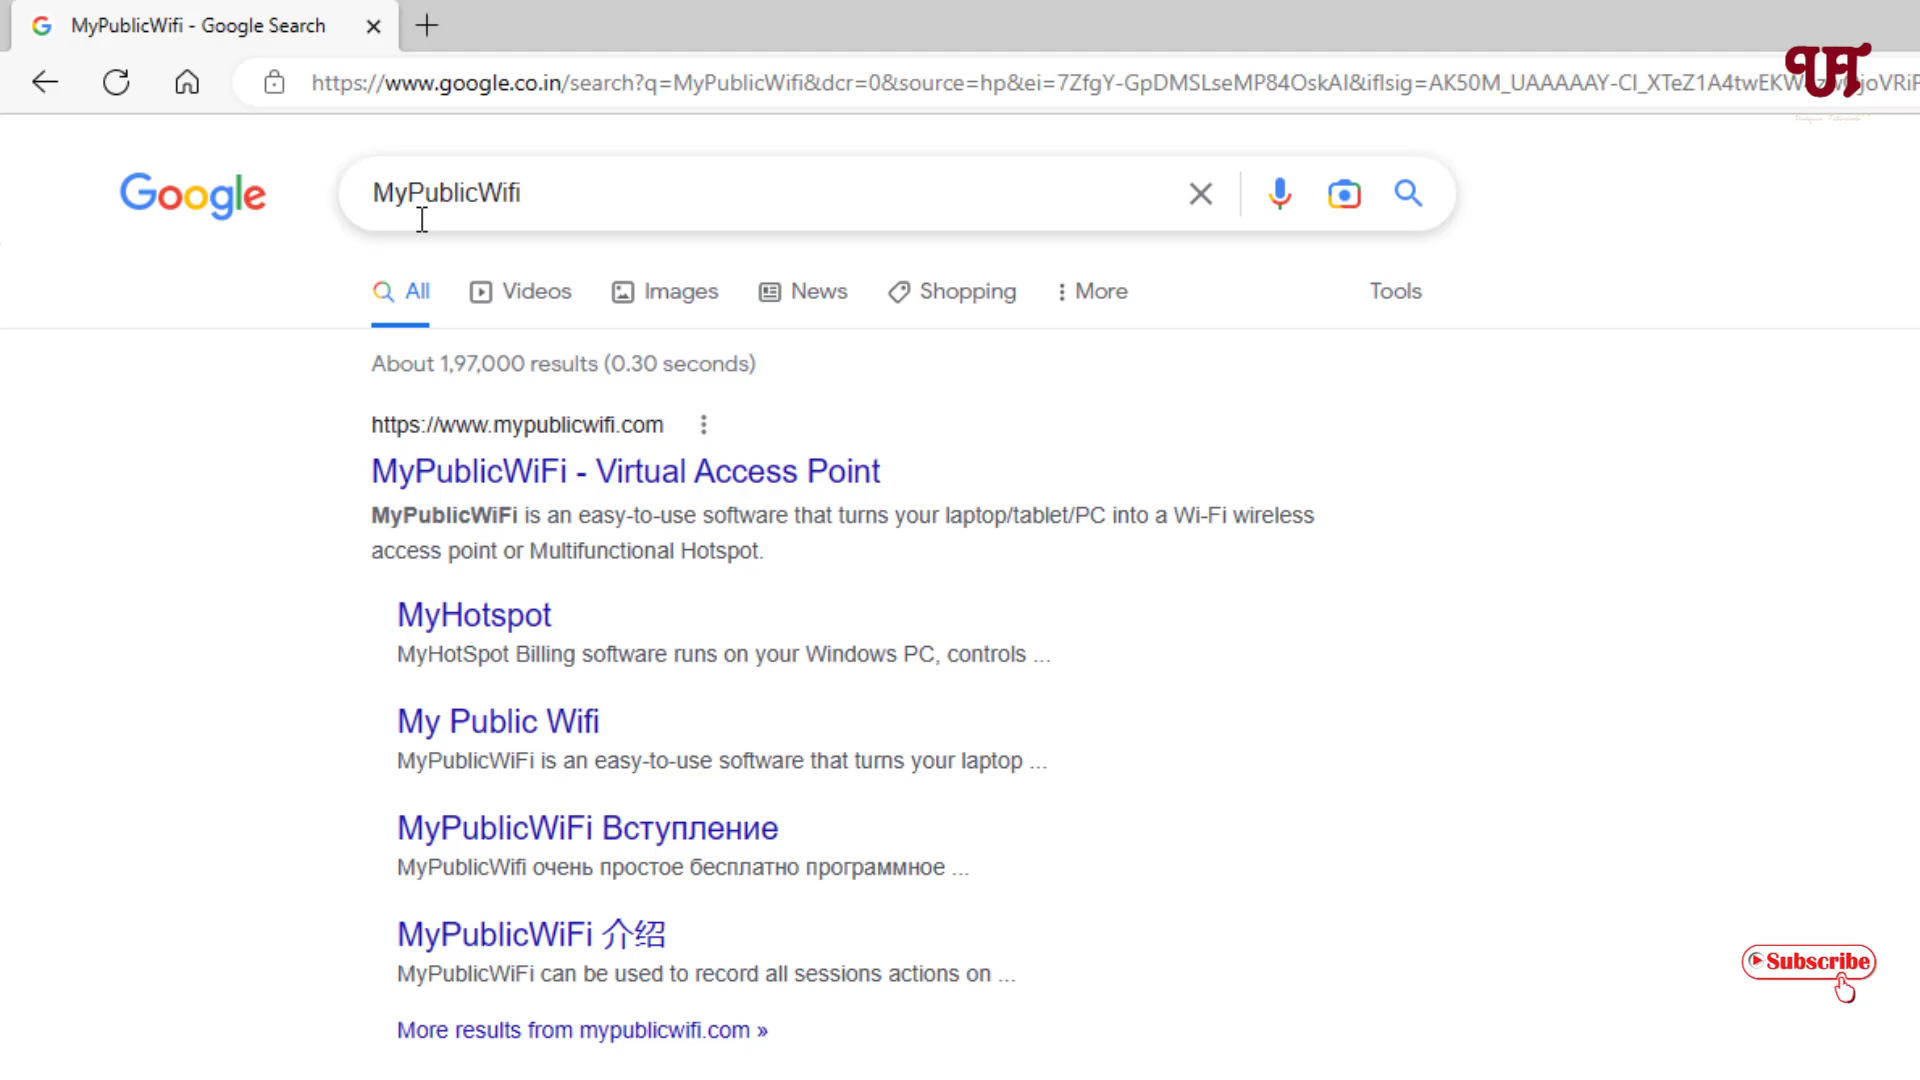 MyPublicWifi - Google Search
https://www.google.co.in/search?q=MyPublicWifi&dcr=0&source=hp&ei=7ZfgY-GpDMSLseMP84OskAI&iflsig=AK50M_UAAAAAY-CI_XTeZ1A4twEKW
UT
Google
MyPublicWifi
All Videos Images News Shopping More Tools
About 1,97,000 results (0.30 seconds)
https://www.mypublicwifi.com
MyPublicWiFi - Virtual Access Point
MyPublicWiFi is an easy-to-use software that turns your laptop/tablet/PC into a Wi-Fi wireless
access point or Multifunctional Hotspot.
MyHotspot
MyHotSpot Billing software runs on your Windows PC, controls ...
My Public Wifi
MyPublicWiFi is an easy-to-use software that turns your laptop ...
MyPublicWiFi Вступление
MyPublicWifi очень простое бесплатно программное ...
MyPublicWiFi 介绍
MyPublicWiFi can be used to record all sessions actions on ...
Subscribe
More results from mypublicwifi.com »